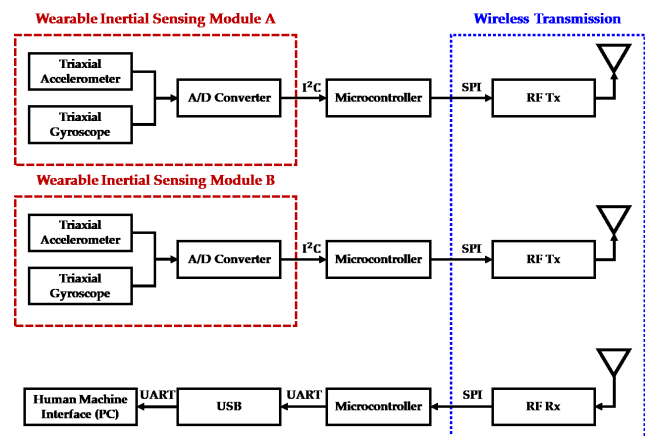 Wearable Inertial Sensing Module A
Wireless Transmission
Triaxial
Accelerometer
Triaxial
Gyroscope
A/D Converter
I²C
Microcontroller
SPI
RF Tx
Wearable Inertial Sensing Module B
Triaxial
Accelerometer
Triaxial
Gyroscope
A/D Converter
I²C
Microcontroller
SPI
RF Tx
Human Machine
Interface (PC)
UART
USB
UART
Microcontroller
SPI
RF Rx